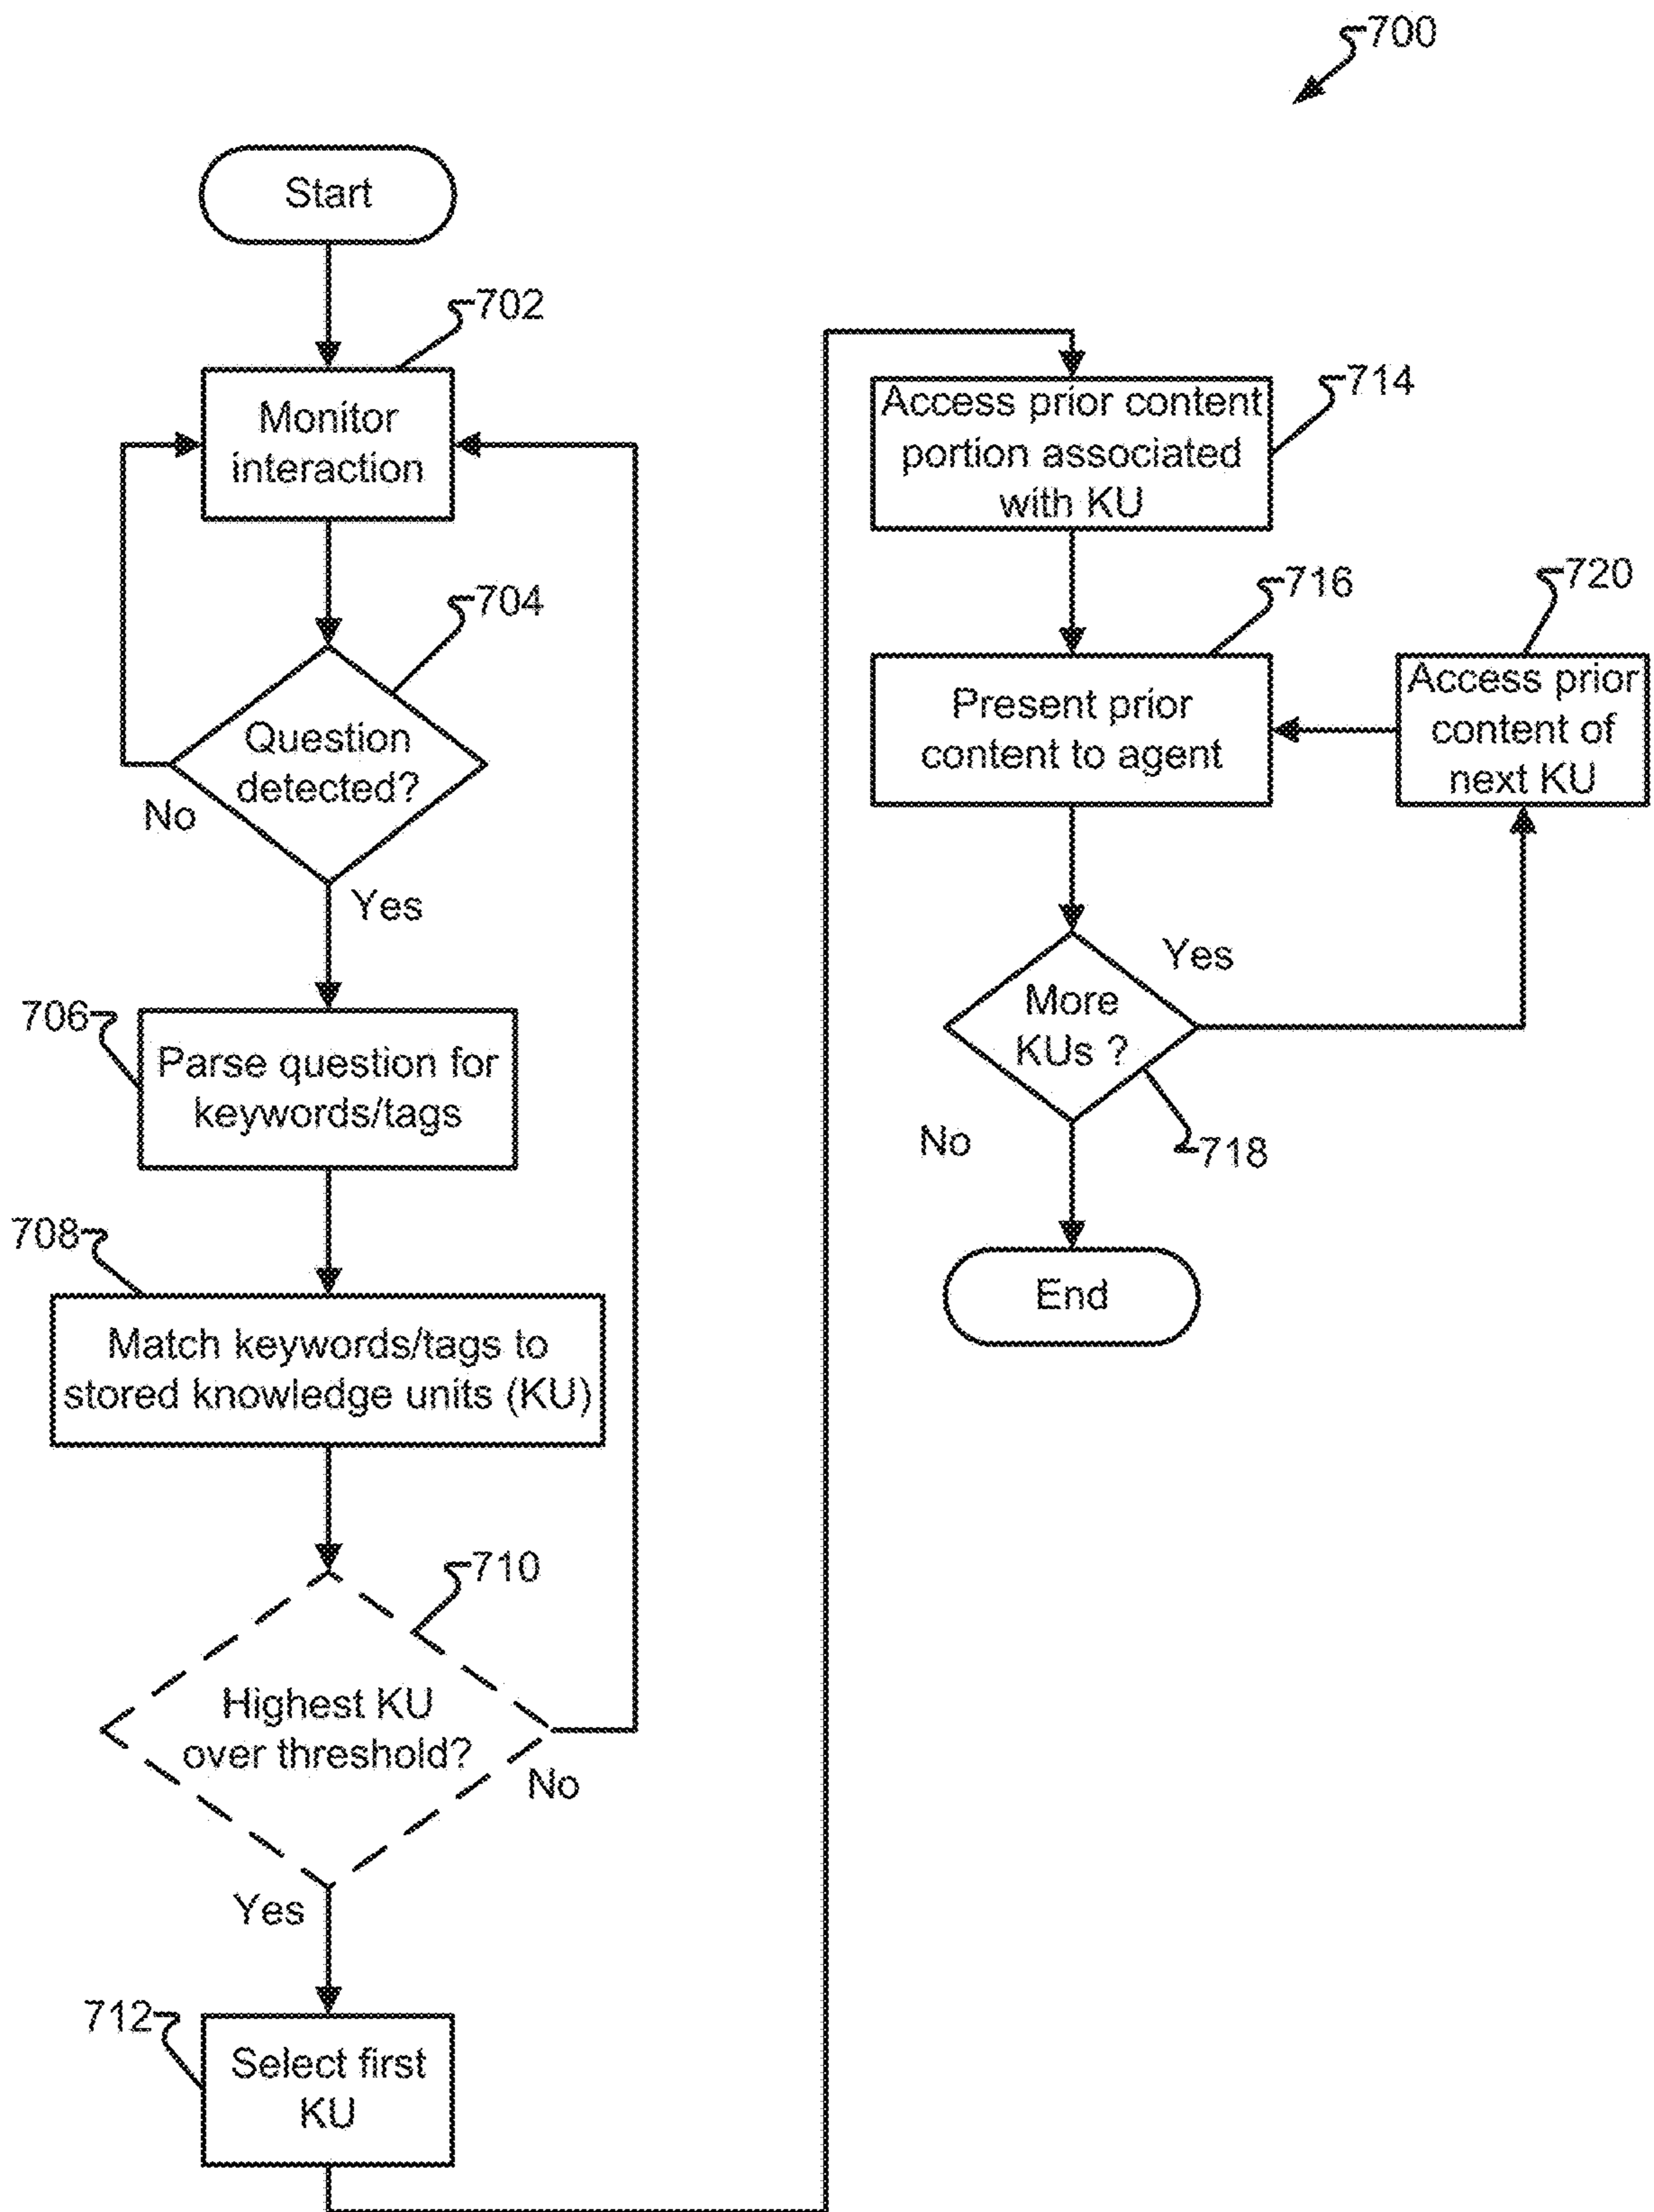 700
Start
702
Monitor
interaction
704
Question
detected?
No
Yes
706
Parse question for
keywords/tags
708
Match keywords/tags to
stored knowledge units (KU)
710
Highest KU
over threshold?
No
Yes
712
Select first
KU
714
Access prior content
portion associated
with KU
716
Present prior
content to agent
720
Access prior
content of
next KU
Yes
More
KUs ?
No
718
End